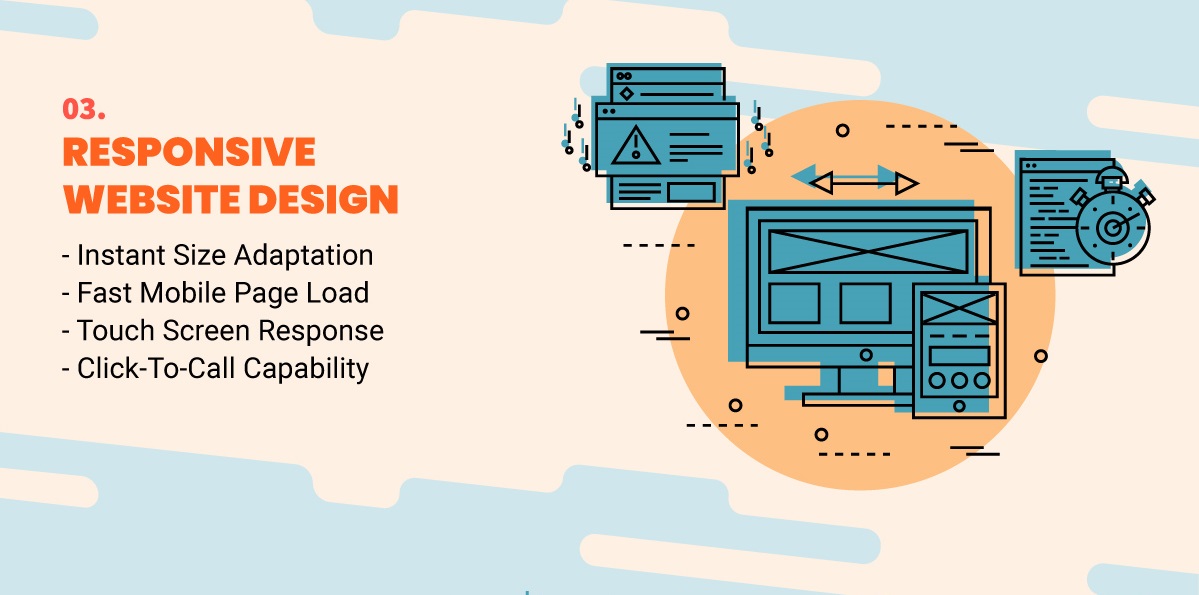 03.
RESPONSIVE
WEBSITE DESIGN
- Instant Size Adaptation
- Fast Mobile Page Load
- Touch Screen Response
- Click-To-Call Capability